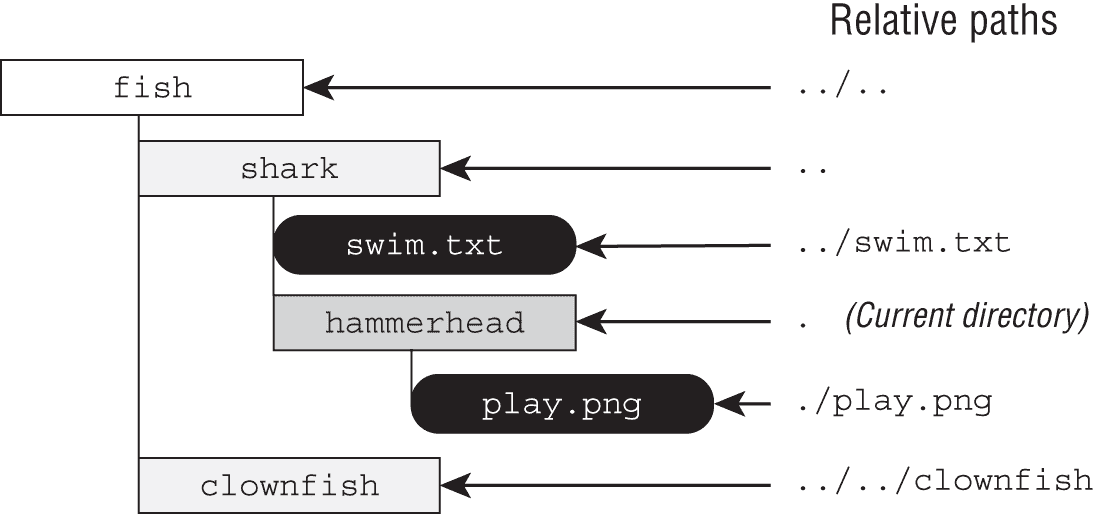 Relative paths
fish ../..
shark ..
swim.txt ../swim.txt
hammerhead . (Current directory)
play.png ./play.png
clownfish ../../clownfish